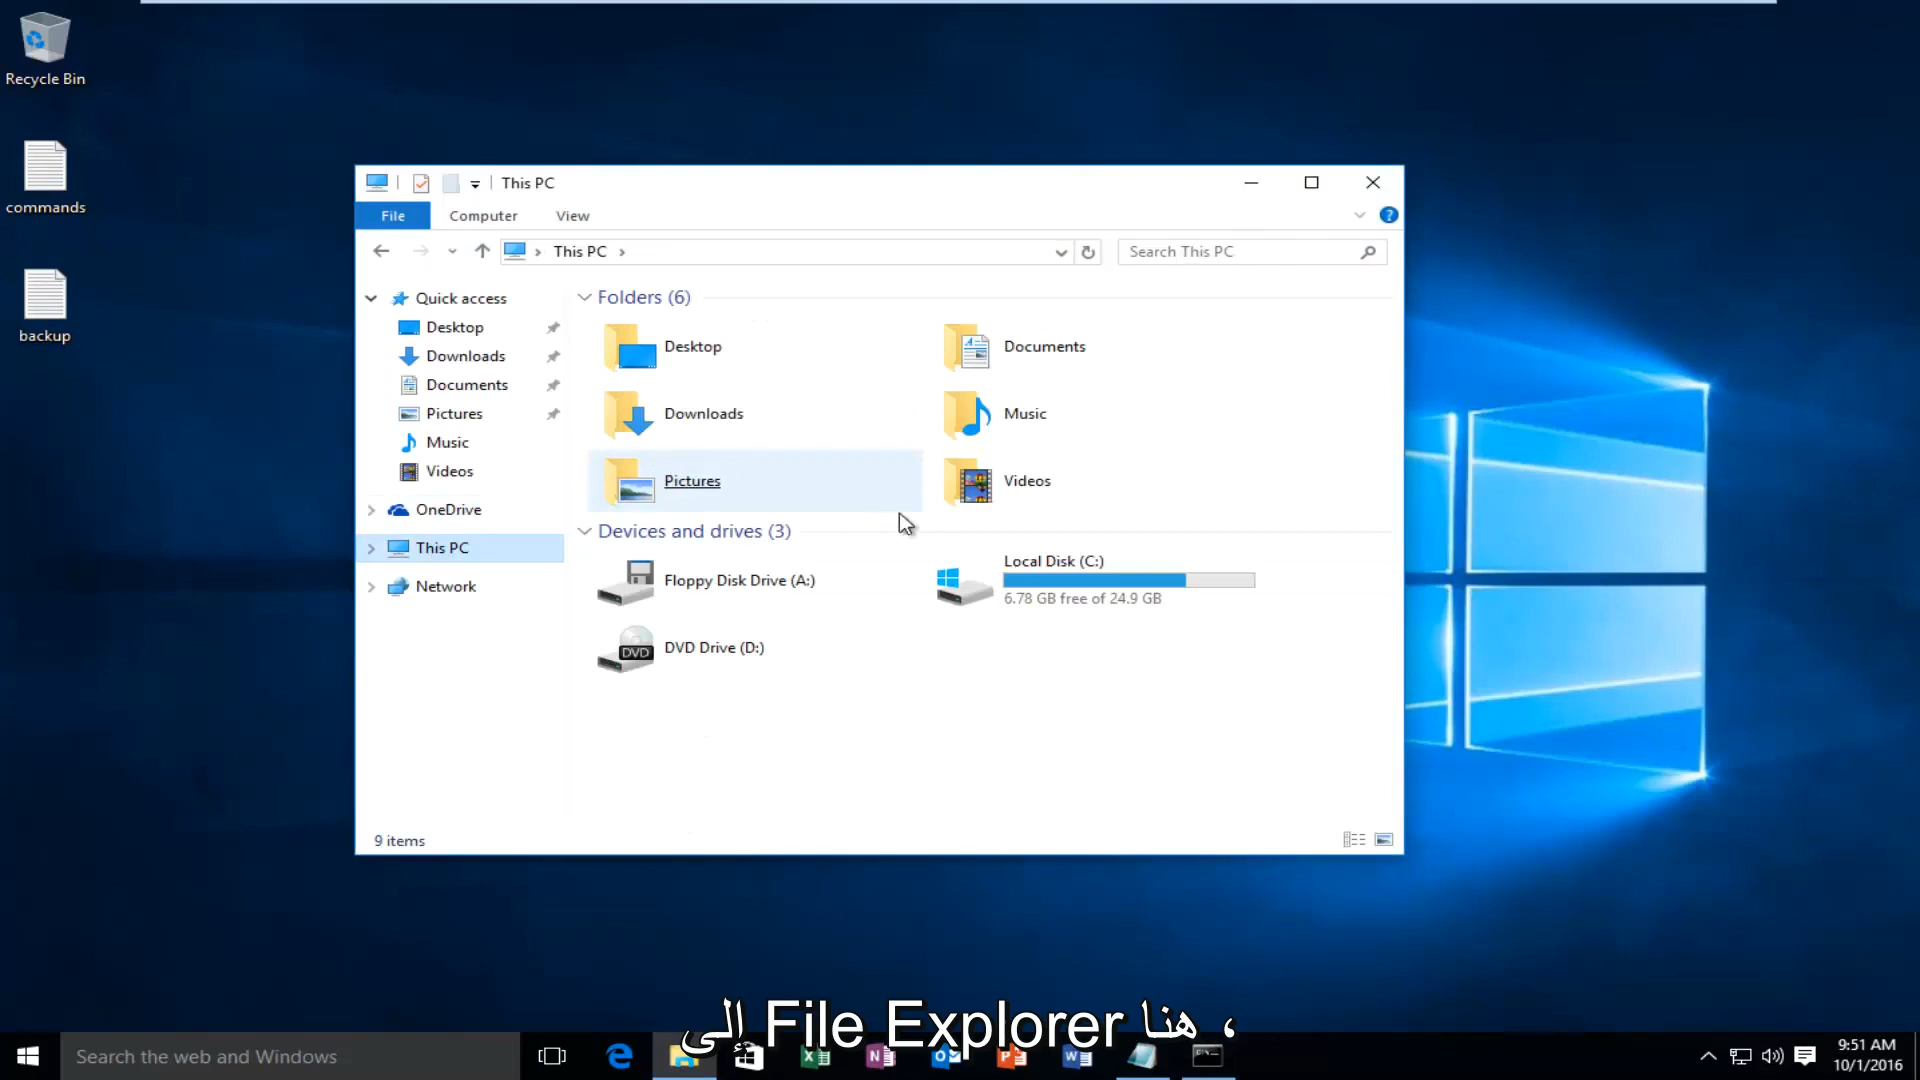 Recycle Bin
commands
backup
This PC
File
Computer
View
This PC
Search This PC
Quick access
Desktop
Downloads
Documents
Pictures
Music
Videos
OneDrive
This PC
Network
Folders (6)
Desktop
Documents
Downloads
Music
Pictures
Videos
Devices and drives (3)
Floppy Disk Drive (A:)
Local Disk (C:)
6.78 GB free of 24.9 GB
DVD
DVD Drive (D:)
9 items
، هنا File Explorer إلى
Search the web and Windows
9:51 AM
10/1/2016